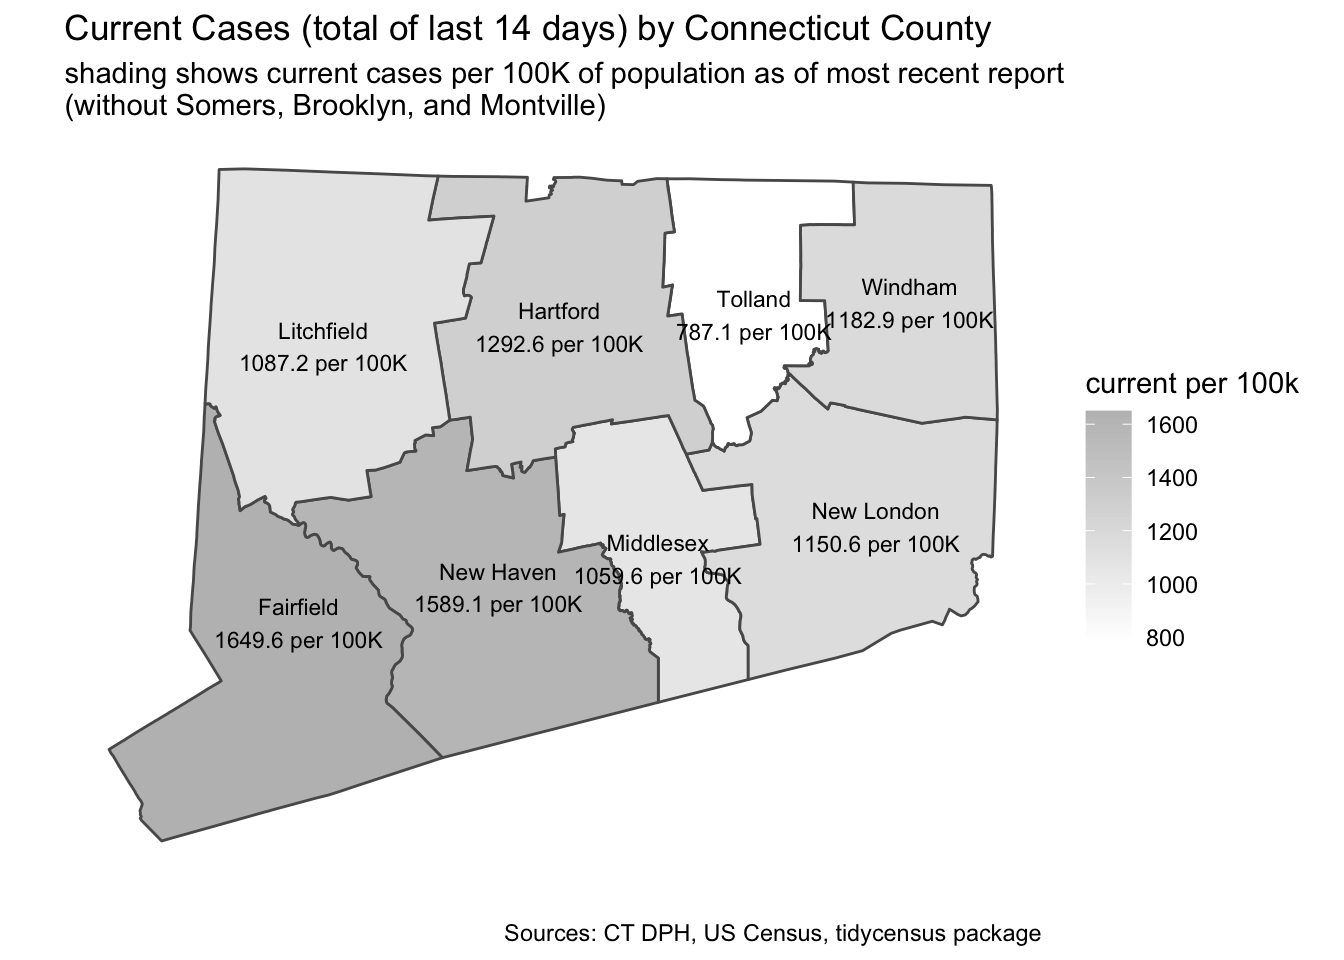 Current Cases (total of last 14 days) by Connecticut County
shading shows current cases per 100K of population as of most recent report
(without Somers, Brooklyn, and Montville)
Litchfield
1087.2 per 100K
Hartford
1292.6 per 100K
Tolland
787.1 per 100K
Windham
1182.9 per 100K
New London
1150.6 per 100K
Middlesex
1059.6 per 100K
New Haven
1589.1 per 100K
Fairfield
1649.6 per 100K
current per 100k
1600
1400
1200
1000
800
Sources: CT DPH, US Census, tidycensus package